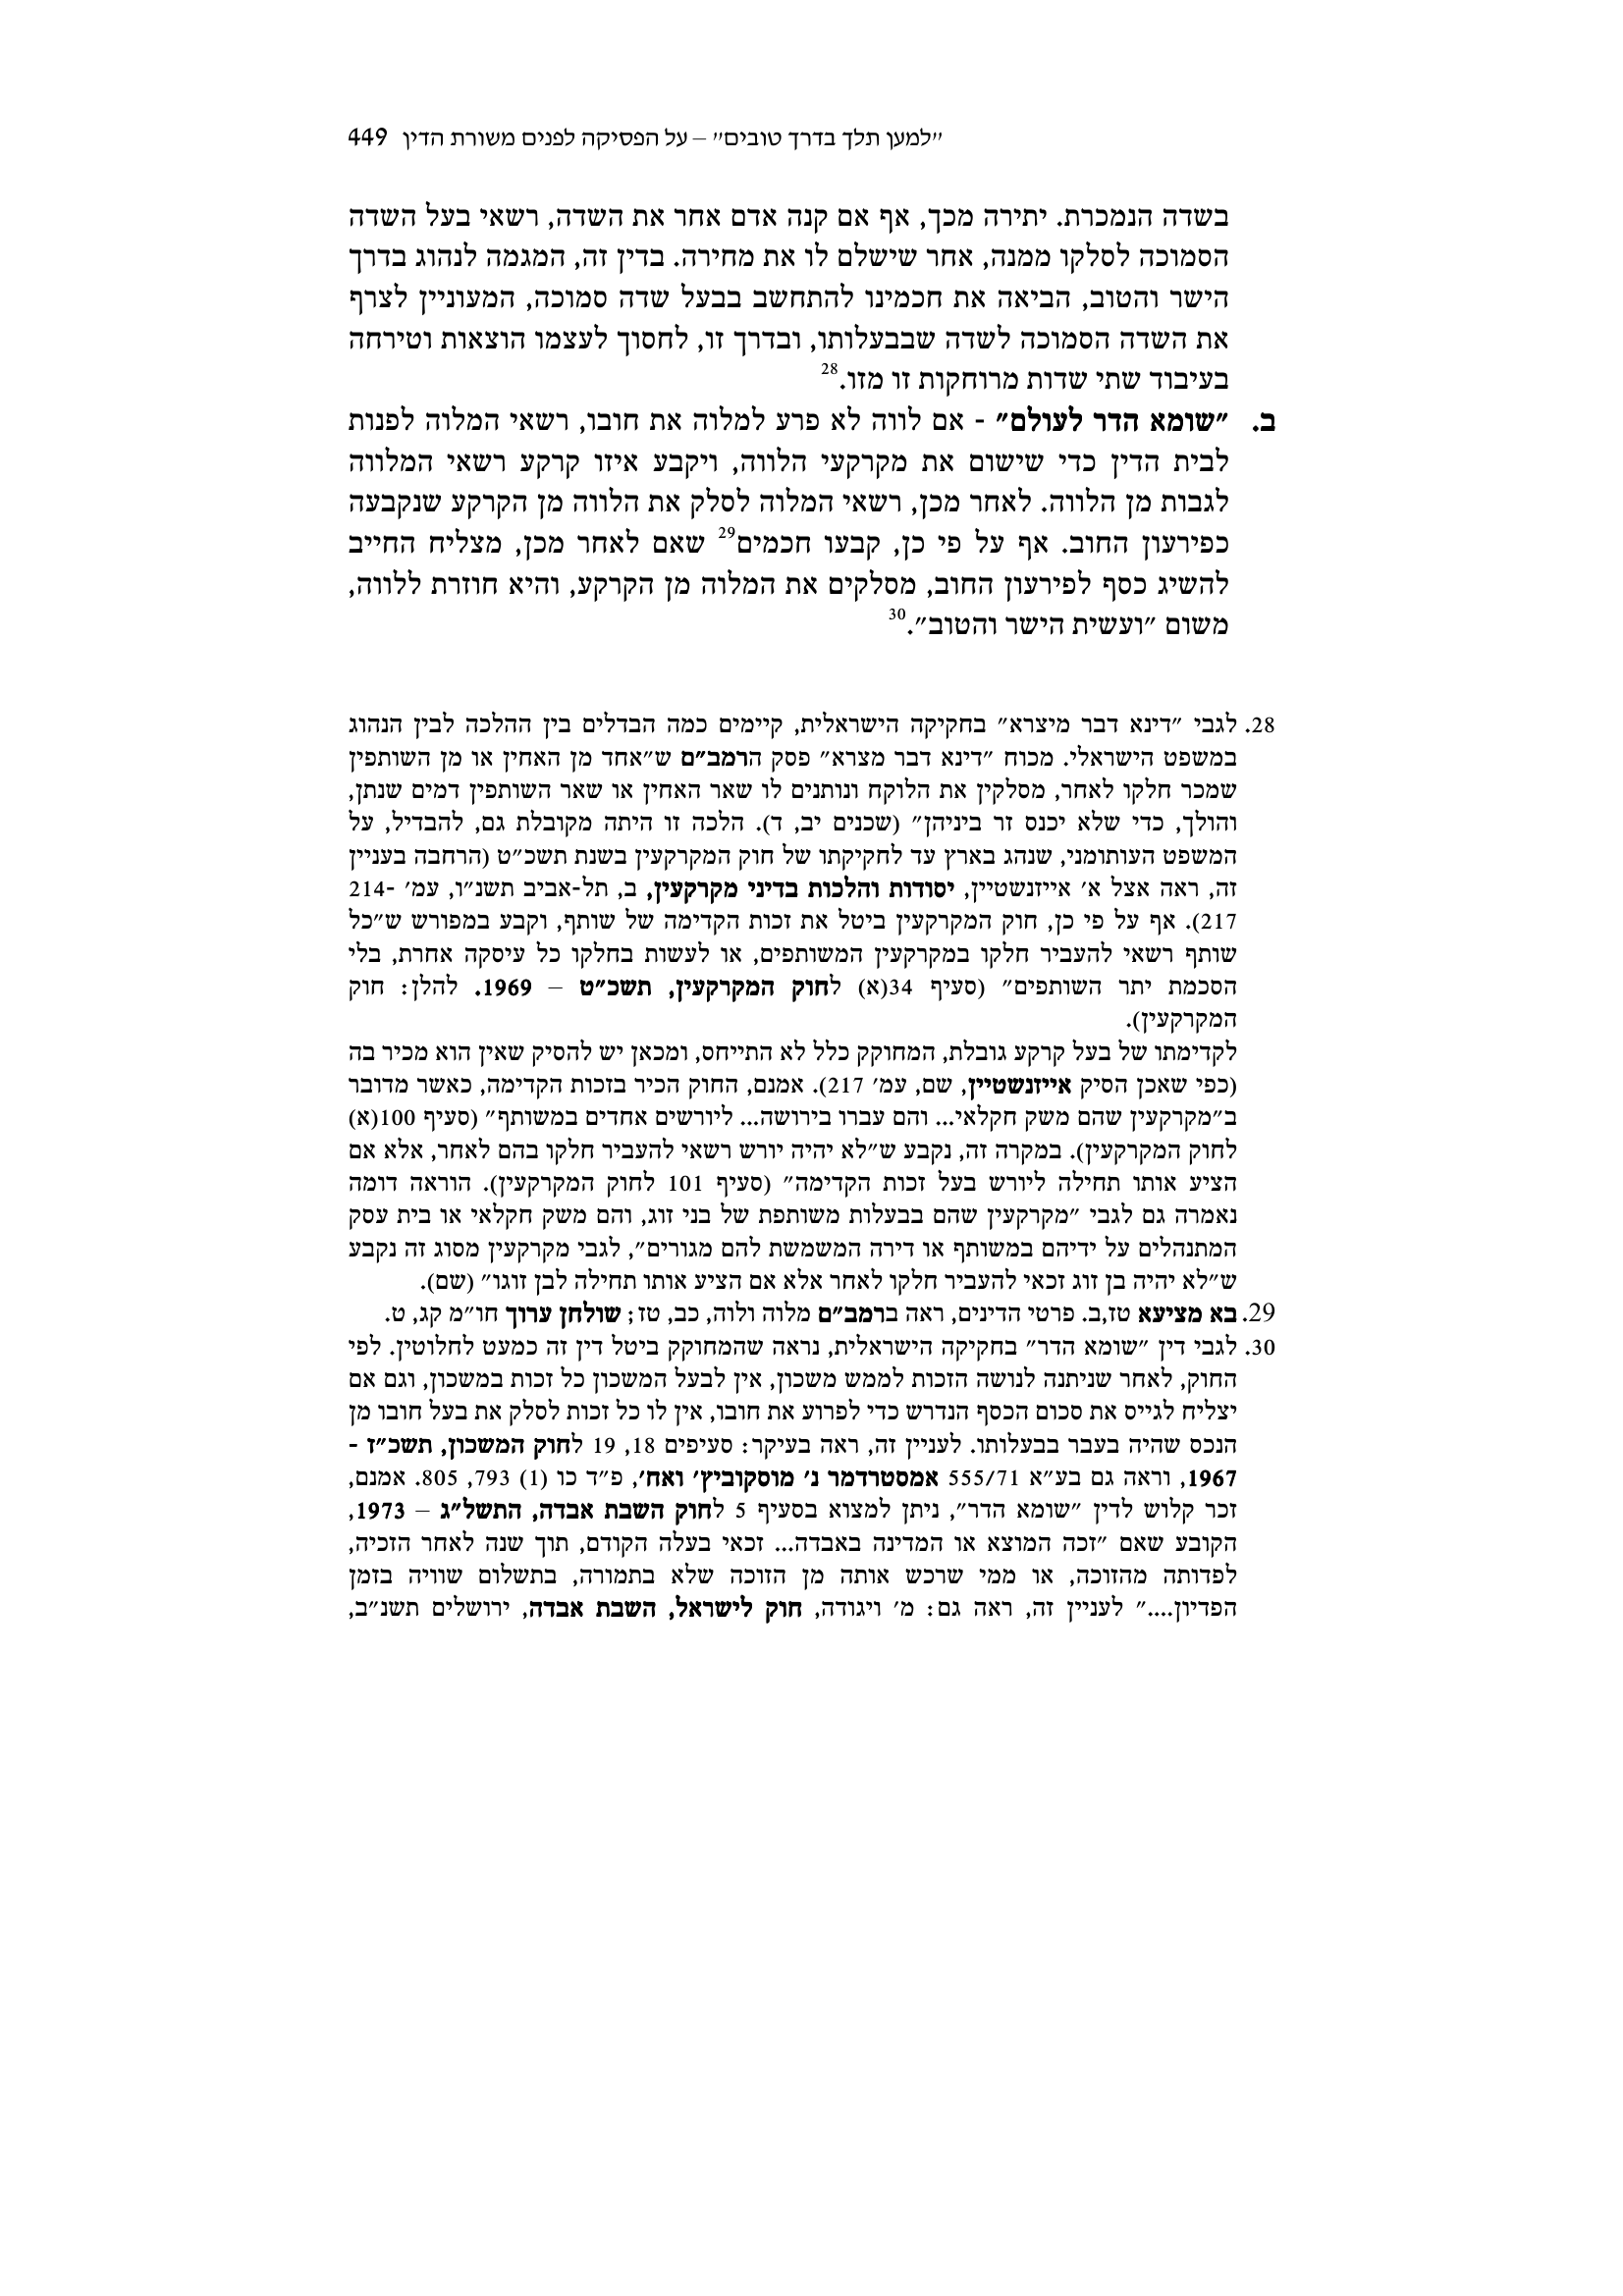 ״למען תלך בדרך טובים״ – על הפסיקה לפנים משורת הדין 449
בשדה הנמכרת. יתירה מכך, אף אם קנה אדם אחר את השדה, רשאי בעל השדה
הסמוכה לסלקו ממנה, אחר שישלם לו את מחירה. בדין זה, המגמה לנהוג בדרך
הישר והטוב, הביאה את חכמינו להתחשב בבעל שדה סמוכה, המעוניין לצרף
את השדה הסמוכה לשדה שבבעלותו, ובדרך זו, לחסוך לעצמו הוצאות וטירחה
בעיבוד שתי שדות מרוחקות זו מזו.28
ב. ״שומא הדר לעולם״ - אם לווה לא פרע למלוה את חובו, רשאי המלוה לפנות
לבית הדין כדי שישום את מקרקעי הלווה, ויקבע איזו קרקע רשאי המלווה
לגבות מן הלווה. לאחר מכן, רשאי המלוה לסלק את הלווה מן הקרקע שנקבעה
כפירעון החוב. אף על פי כן, קבעו חכמים29 שאם לאחר מכן, מצליח החייב
להשיג כסף לפירעון החוב, מסלקים את המלוה מן הקרקע, והיא חוזרת ללווה,
משום ״ועשית הישר והטוב״.30
28. לגבי ״דינא דבר מיצרא״ בחקיקה הישראלית, קיימים כמה הבדלים בין ההלכה לבין הנהוג
במשפט הישראלי. מכוח ״דינא דבר מצרא״ פסק הרמב״ם ש״אחד מן האחין או מן השותפין
שמכר חלקו לאחר, מסלקין את הלוקח ונותנים לו שאר האחין או שאר השותפין דמים שנתן,
והולך, כדי שלא יכנס זר ביניהן״ (שכנים יב, ד). הלכה זו היתה מקובלת גם, להבדיל, על
המשפט העותומני, שנהג בארץ עד לחקיקתו של חוק המקרקעין בשנת תשכ״ט (הרחבה בעניין
זה, ראה אצל א׳ אייזנשטיין, יסודות והלכות בדיני מקרקעין, ב, תל-אביב תשנ״ו, עמ׳ 214-
217). אף על פי כן, חוק המקרקעין ביטל את זכות הקדימה של שותף, וקבע במפורש ש״כל
שותף רשאי להעביר חלקו במקרקעין המשותפים, או לעשות בחלקו כל עיסקה אחרת, בלי
הסכמת יתר השותפים״ (סעיף 34(א) לחוק המקרקעין, תשכ״ט – 1969. להלן: חוק
המקרקעין).
לקדימתו של בעל קרקע גובלת, המחוקק כלל לא התייחס, ומכאן יש להסיק שאין הוא מכיר בה
(כפי שאכן הסיק אייזנשטיין, שם, עמ׳ 217). אמנם, החוק הכיר בזכות הקדימה, כאשר מדובר
ב״מקרקעין שהם משק חקלאי... והם עברו בירושה... ליורשים אחדים במשותף״ (סעיף 100(א)
לחוק המקרקעין). במקרה זה, נקבע ש״לא יהיה יורש רשאי להעביר חלקו בהם לאחר, אלא אם
הציע אותו תחילה ליורש בעל זכות הקדימה״ (סעיף 101 לחוק המקרקעין). הוראה דומה
נאמרה גם לגבי ״מקרקעין שהם בבעלות משותפת של בני זוג, והם משק חקלאי או בית עסק
המתנהלים על ידיהם במשותף או דירה המשמשת להם מגורים״, לגבי מקרקעין מסוג זה נקבע
ש״לא יהיה בן זוג זכאי להעביר חלקו לאחר אלא אם הציע אותו תחילה לבן זוגו״ (שם).
29. בא מציעא טז,ב. פרטי הדינים, ראה ברמב״ם מלוה ולוה, כב, טז; שולחן ערוך חו״מ קג, ט.
30. לגבי דין ״שומא הדר״ בחקיקה הישראלית, נראה שהמחוקק ביטל דין זה כמעט לחלוטין. לפי
החוק, לאחר שניתנה לנושה הזכות לממש משכון, אין לבעל המשכון כל זכות במשכון, וגם אם
יצליח לגייס את סכום הכסף הנדרש כדי לפרוע את חובו, אין לו כל זכות לסלק את בעל חובו מן
הנכס שהיה בעבר בבעלותו. לעניין זה, ראה בעיקר: סעיפים 18, 19 לחוק המשכון, תשכ״ז -
1967, וראה גם בע״א 555/71 אמסטרדמר נ׳ מוסקוביץ׳ ואח׳, פ״ד כו (1) 793, 805. אמנם,
זכר קלוש לדין ״שומא הדר״, ניתן למצוא בסעיף 5 לחוק השבת אבדה, התשל״ג – 1973,
הקובע שאם ״זכה המוצא או המדינה באבדה... זכאי בעלה הקודם, תוך שנה לאחר הזכיה,
לפדותה מהזוכה, או ממי שרכש אותה מן הזוכה שלא בתמורה, בתשלום שוויה בזמן
הפדיון....״ לעניין זה, ראה גם: מ׳ ויגודה, חוק לישראל, השבת אבדה, ירושלים תשנ״ב,